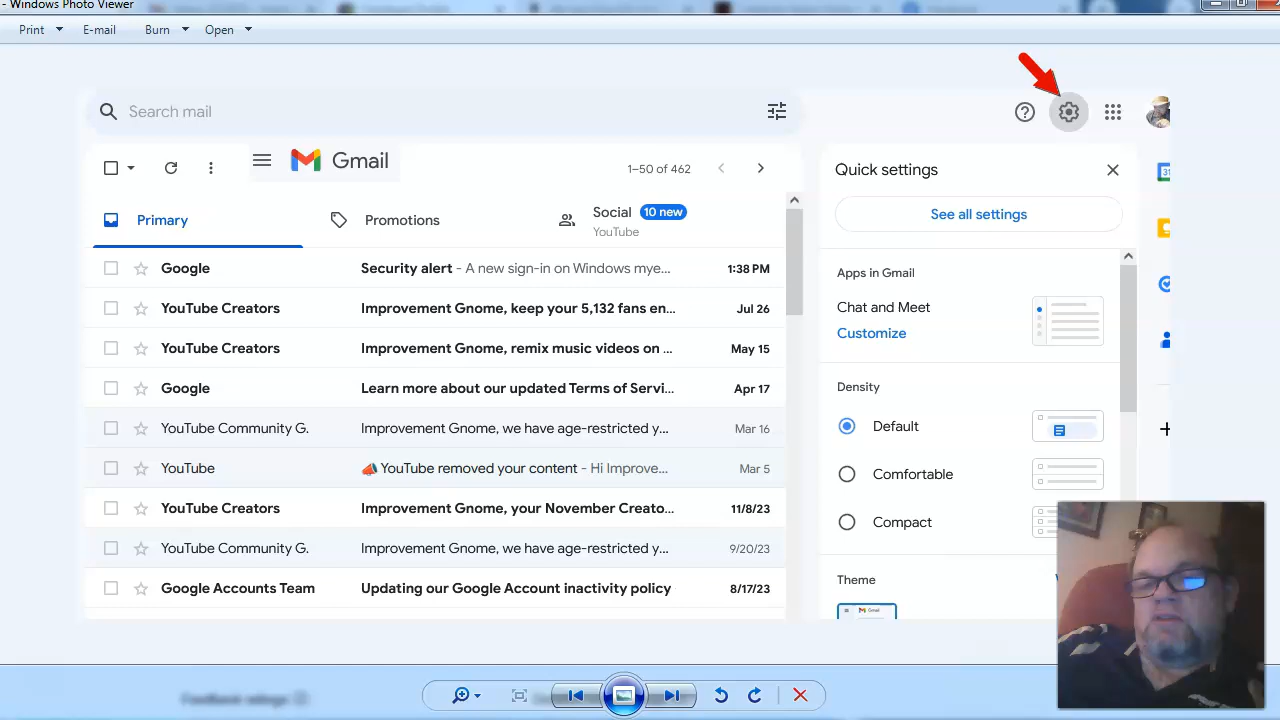 - Windows Photo Viewer
Print E-mail Burn Open
Search mail
Gmail
1–50 of 462
Quick settings
See all settings
Primary
Promotions
Social 10 new
YouTube
Google Security alert - A new sign-in on Windows mye... 1:38 PM
YouTube Creators Improvement Gnome, keep your 5,132 fans en... Jul 26
YouTube Creators Improvement Gnome, remix music videos on ... May 15
Google Learn more about our updated Terms of Servi... Apr 17
YouTube Community G. Improvement Gnome, we have age-restricted y... Mar 16
YouTube 📣 YouTube removed your content - Hi Improve... Mar 5
YouTube Creators Improvement Gnome, your November Creato... 11/8/23
YouTube Community G. Improvement Gnome, we have age-restricted y... 9/20/23
Google Accounts Team Updating our Google Account inactivity policy 8/17/23
Apps in Gmail
Chat and Meet
Customize
Density
Default
Comfortable
Compact
Theme
Gmail
31